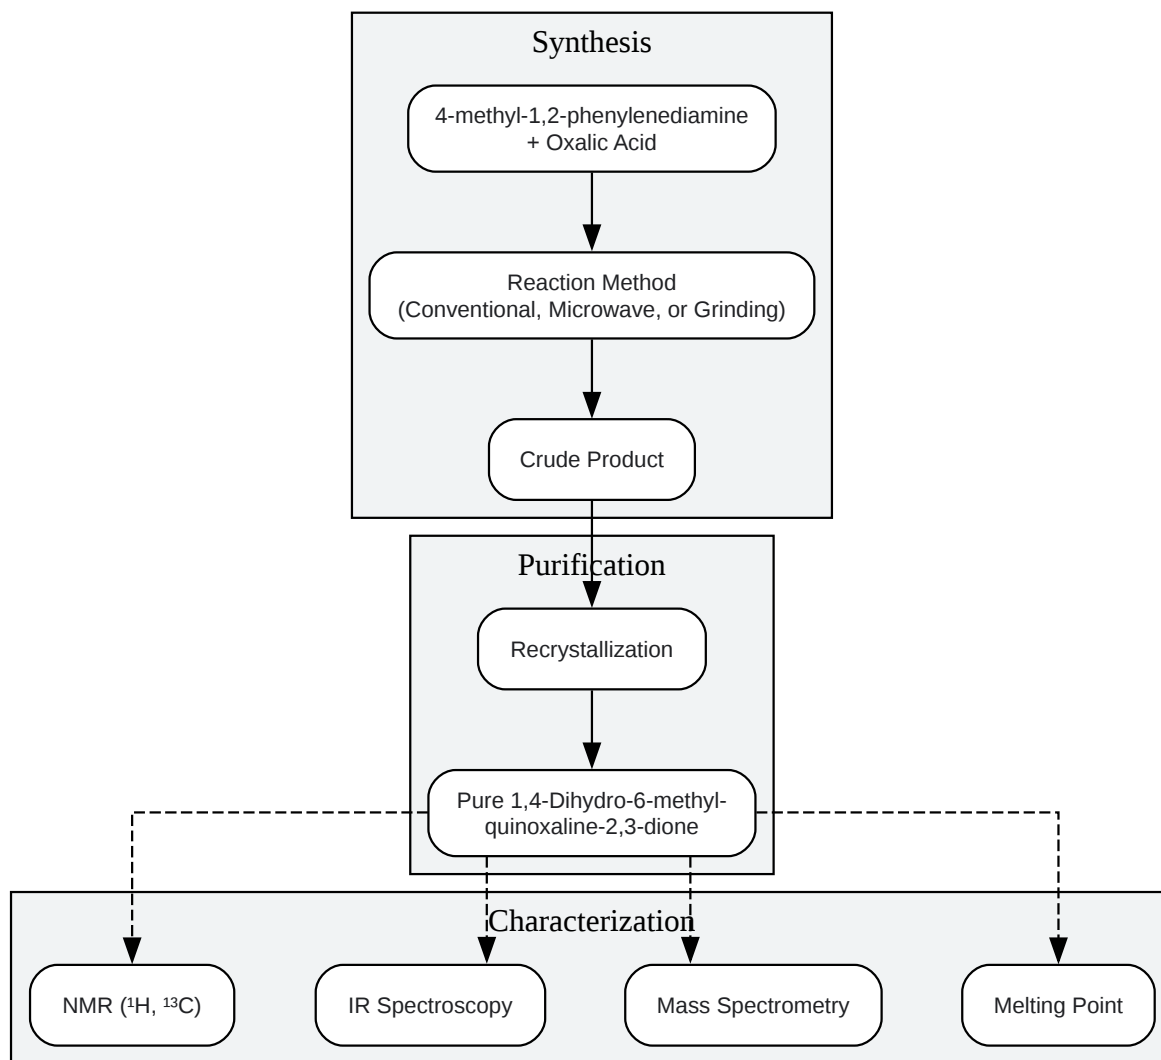 Synthesis
4-methyl-1,2-phenylenediamine
+ Oxalic Acid
Reaction Method
(Conventional, Microwave, or Grinding)
Crude Product
Purification
Recrystallization
Pure 1,4-Dihydro-6-methyl-
quinoxaline-2,3-dione
Characterization
NMR (¹H, ¹³C)
IR Spectroscopy
Mass Spectrometry
Melting Point